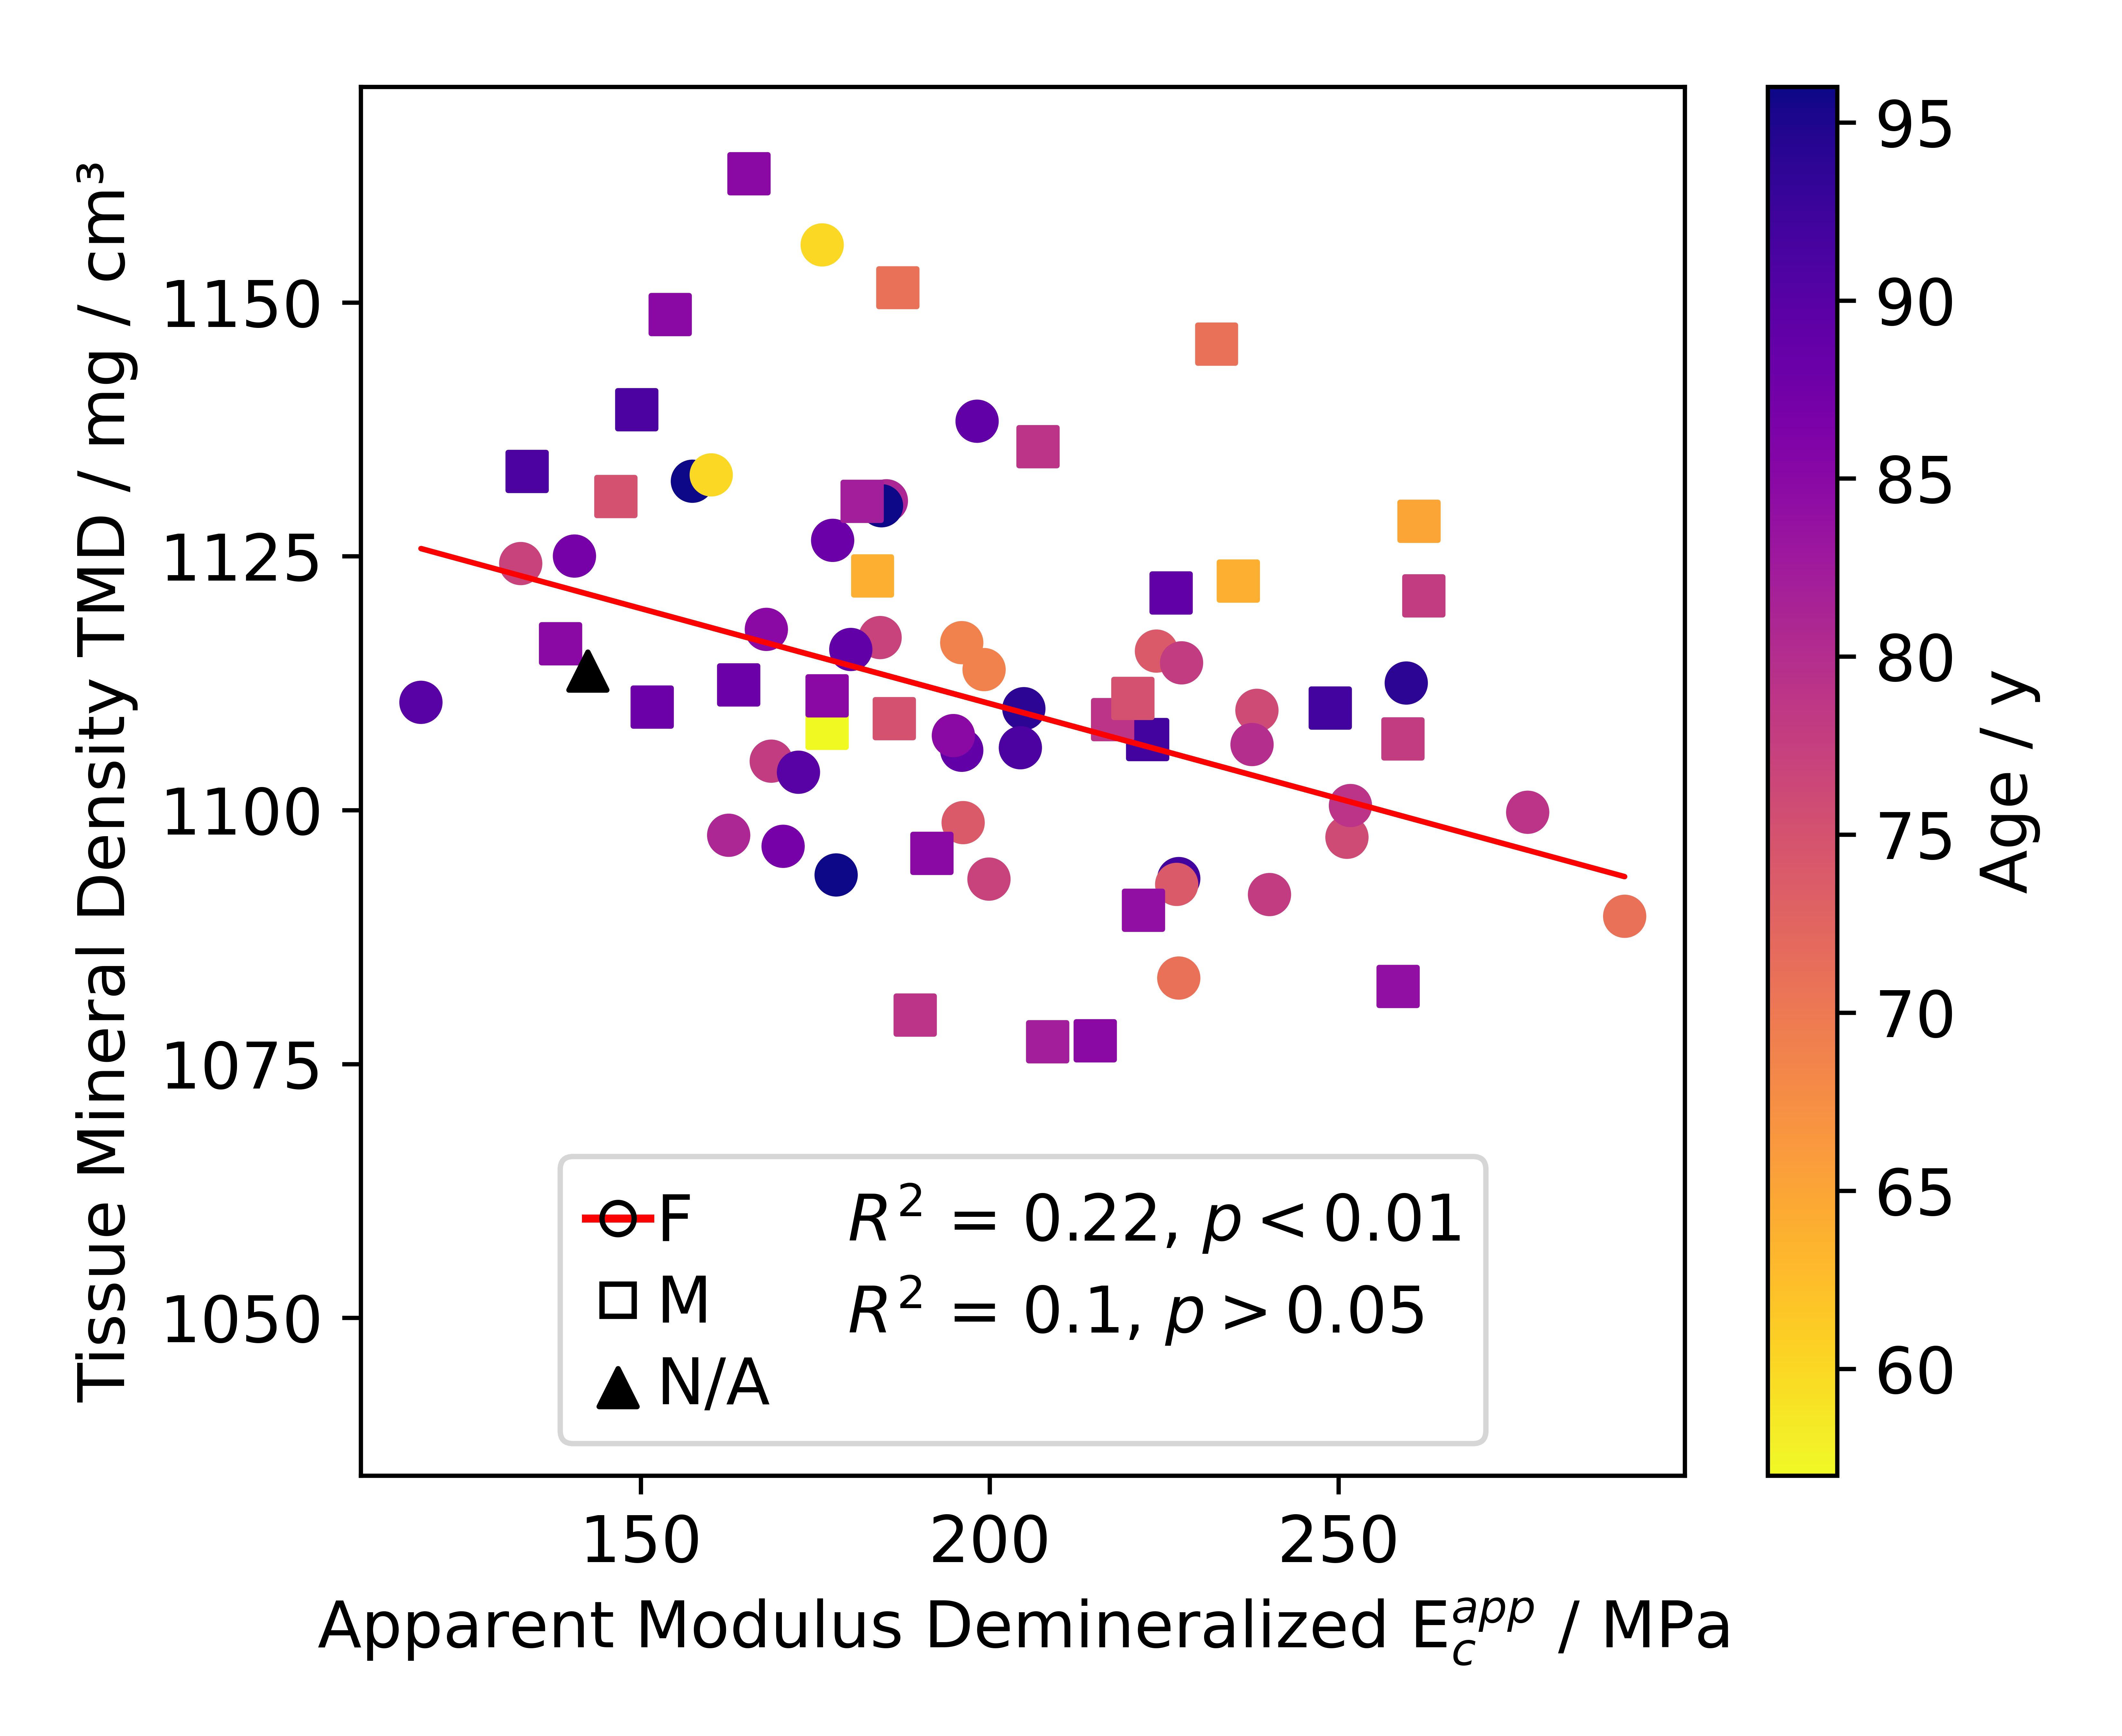 Tissue Mineral Density TMD / mg / cm³
1150
1125
1100
1075
1050
F R² = 0.22, p < 0.01
M R² = 0.1, p > 0.05
N/A
150 200 250
Apparent Modulus Demineralized E_c^app / MPa
95
90
85
80
75
70
65
60
Age / y